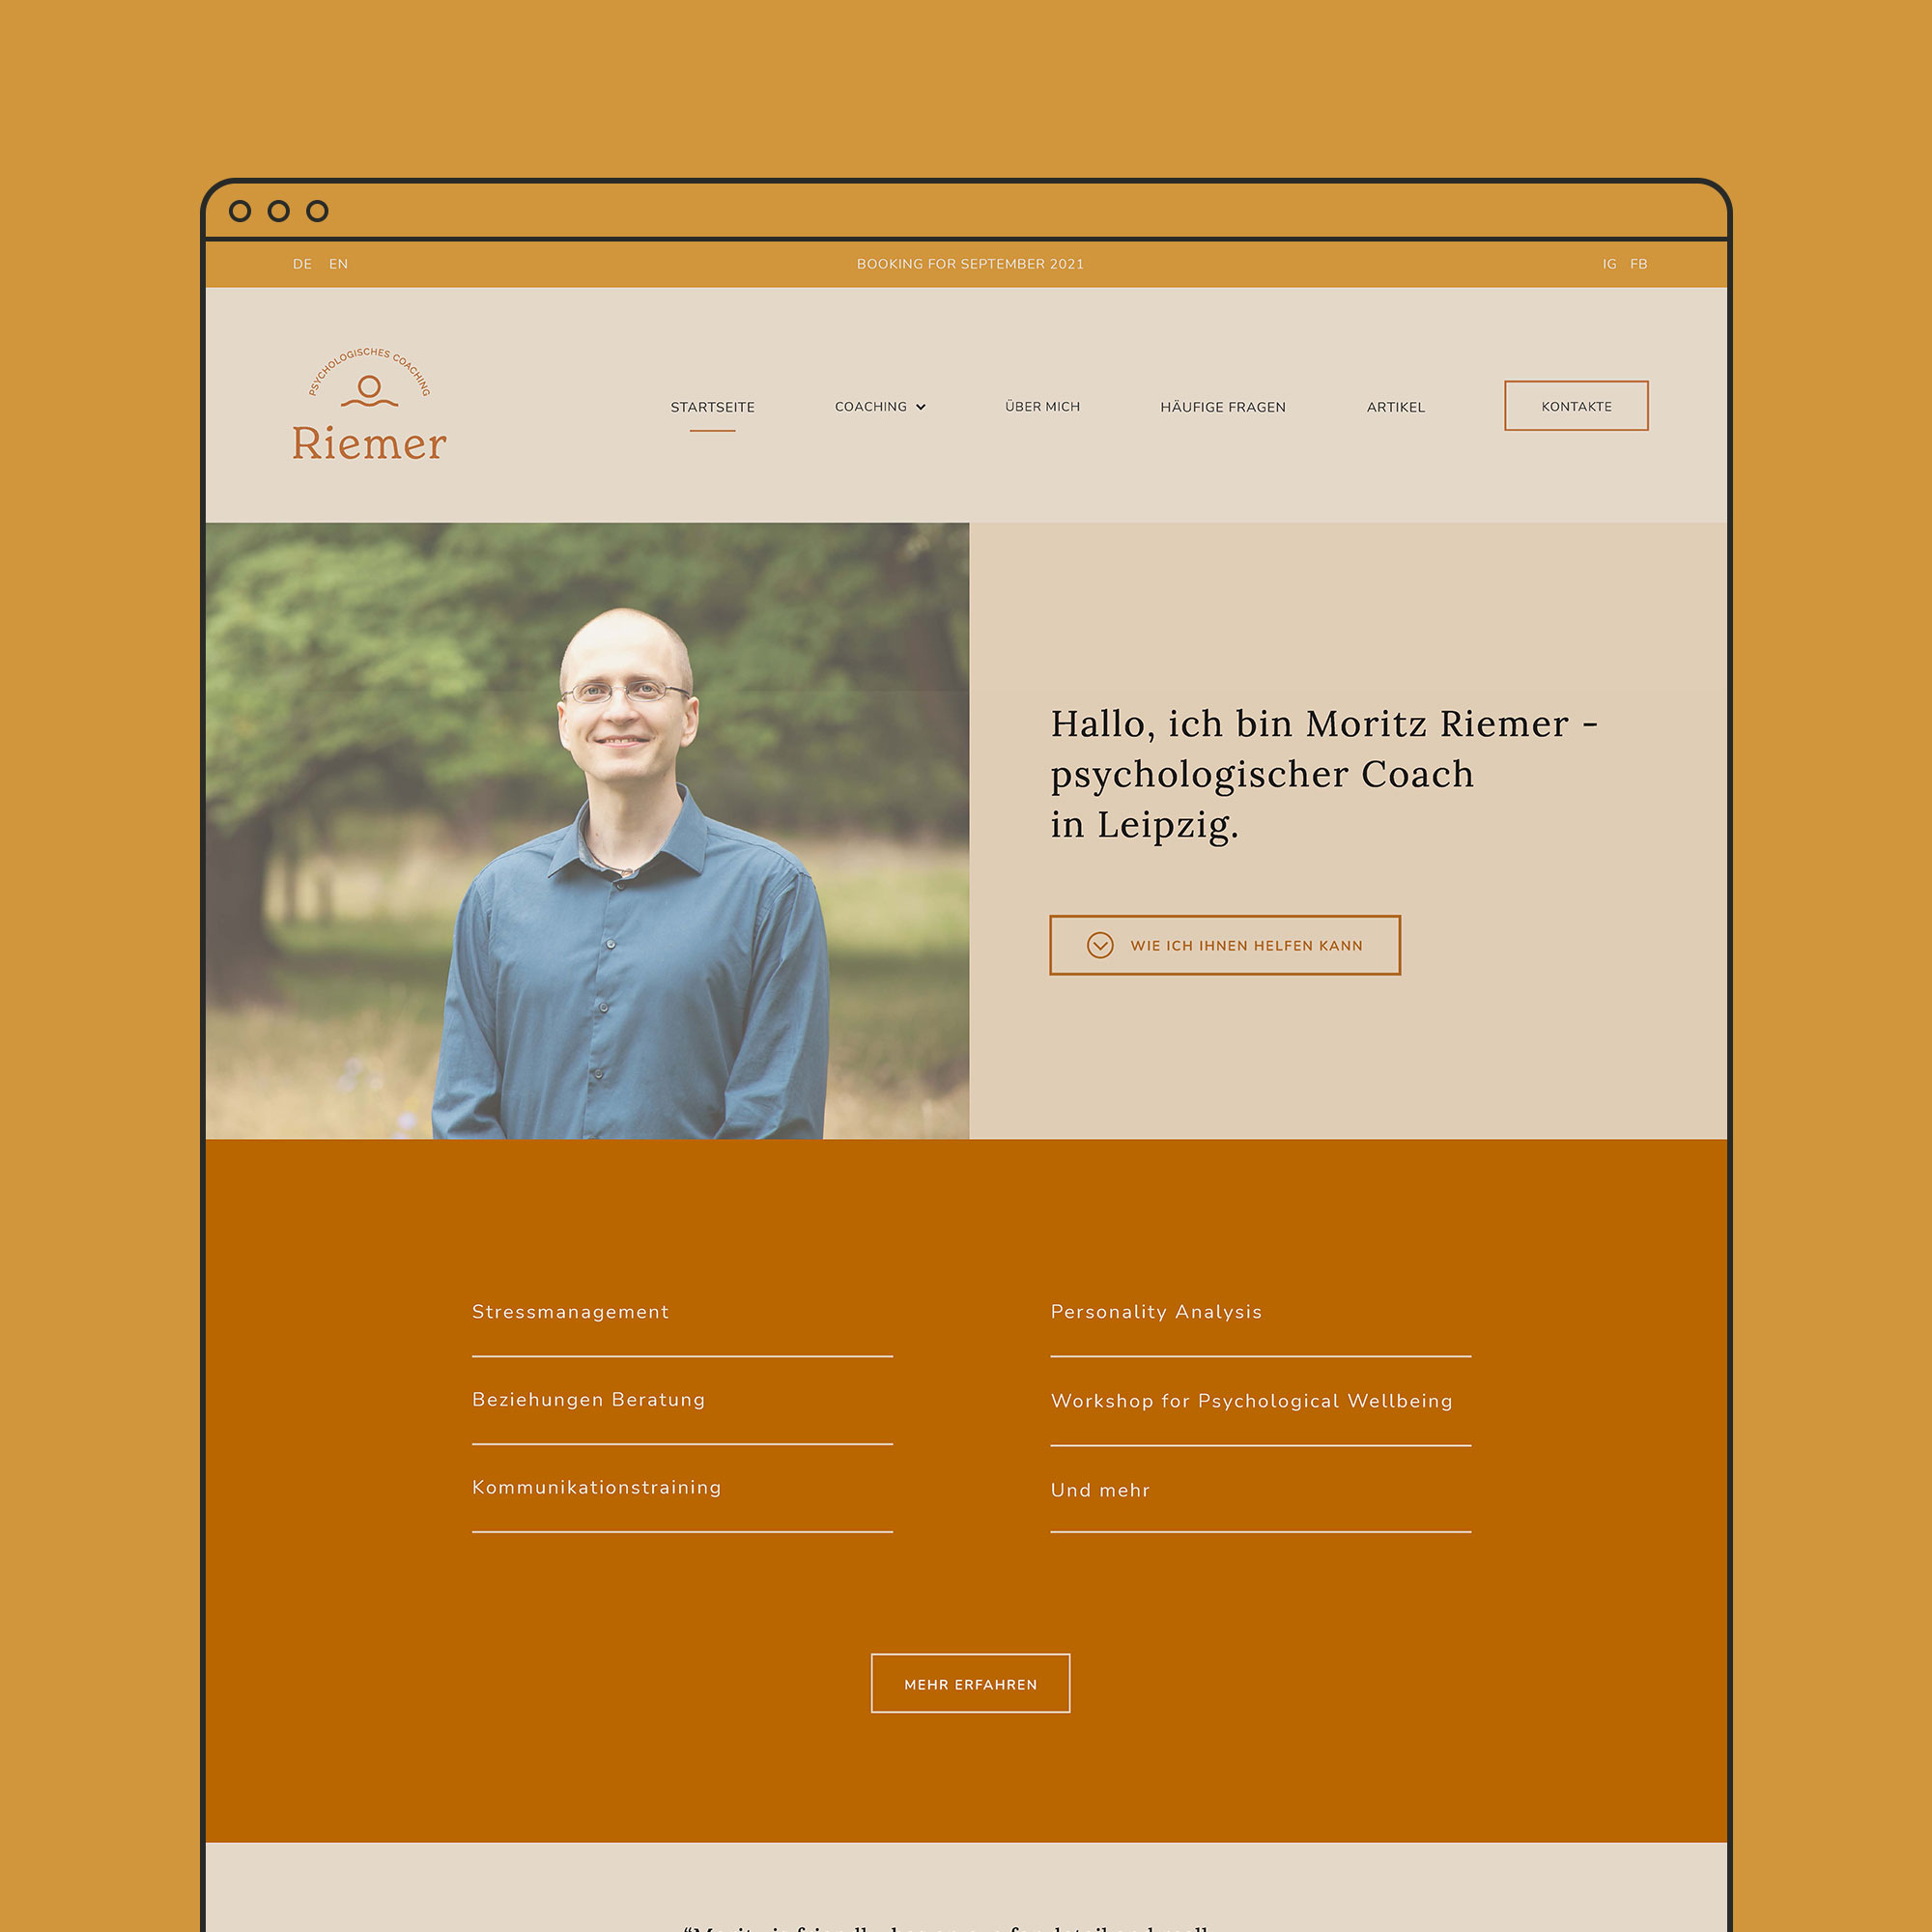 DE EN
BOOKING FOR SEPTEMBER 2021
IG FB
PSYCHOLOGISCHES COACHING
Riemer
STARTSEITE
COACHING
ÜBER MICH
HÄUFIGE FRAGEN
ARTIKEL
KONTAKTE
Hallo, ich bin Moritz Riemer -
psychologischer Coach
in Leipzig.
WIE ICH IHNEN HELFEN KANN
Stressmanagement
Beziehungen Beratung
Kommunikationstraining
Personality Analysis
Workshop for Psychological Wellbeing
Und mehr
MEHR ERFAHREN